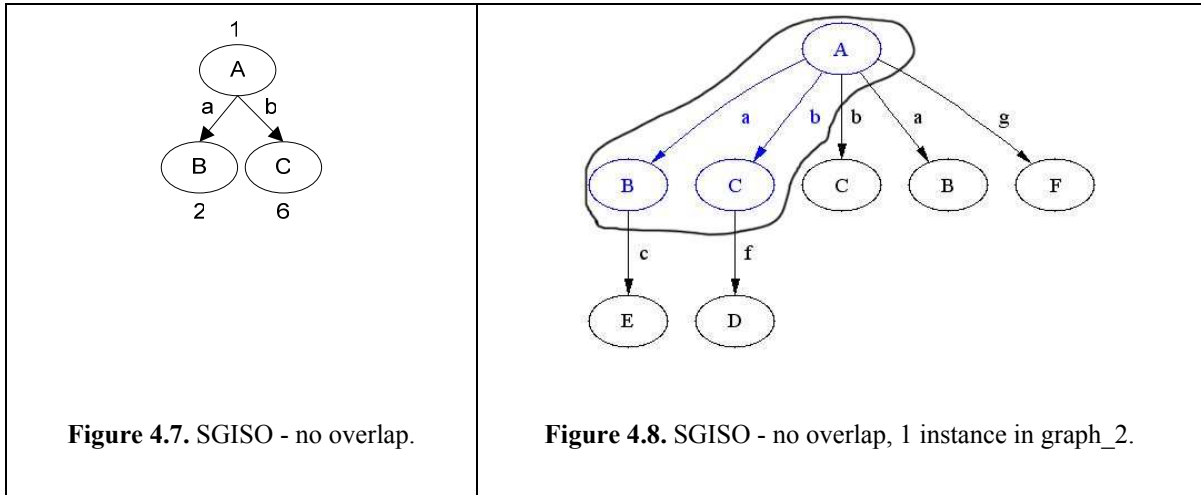 1
A
a b
B C
2 6
Figure 4.7. SGISO - no overlap.
A
a b b a g
B C C B F
c f
E D
Figure 4.8. SGISO - no overlap, 1 instance in graph_2.